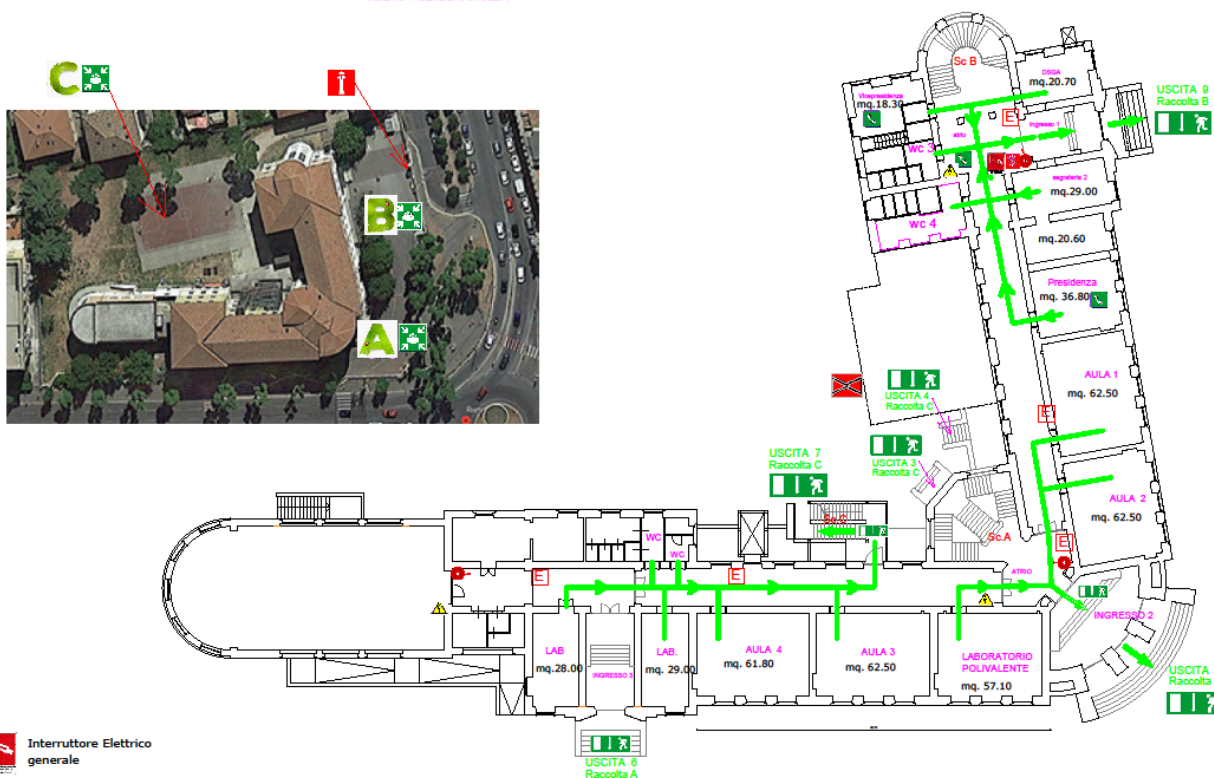 C
B
A
Sc B
DSGA
mq.20.70
Vicepresidenza
mq.18.30
USCITA 9
Raccolta B
E
Ingresso 1
atrio
wc 3
segreteria 2
mq.29.00
wc 4
mq.20.60
Presidenza
mq. 36.80
AULA 1
mq. 62.50
E
USCITA 4
Raccolta C
USCITA 3
Raccolta C
USCITA 7
Raccolta C
AULA 2
mq. 62.50
Sc.C
Sc.A
E
WC
WC
E
E
ATRIO
INGRESSO 2
LAB
mq.28.00
INGRESSO 3
LAB.
mq. 29.00
AULA 4
mq. 61.80
AULA 3
mq. 62.50
LABORATORIO
POLIVALENTE
mq. 57.10
USCITA
Raccolta
USCITA 6
Raccolta A
Interruttore Elettrico
generale